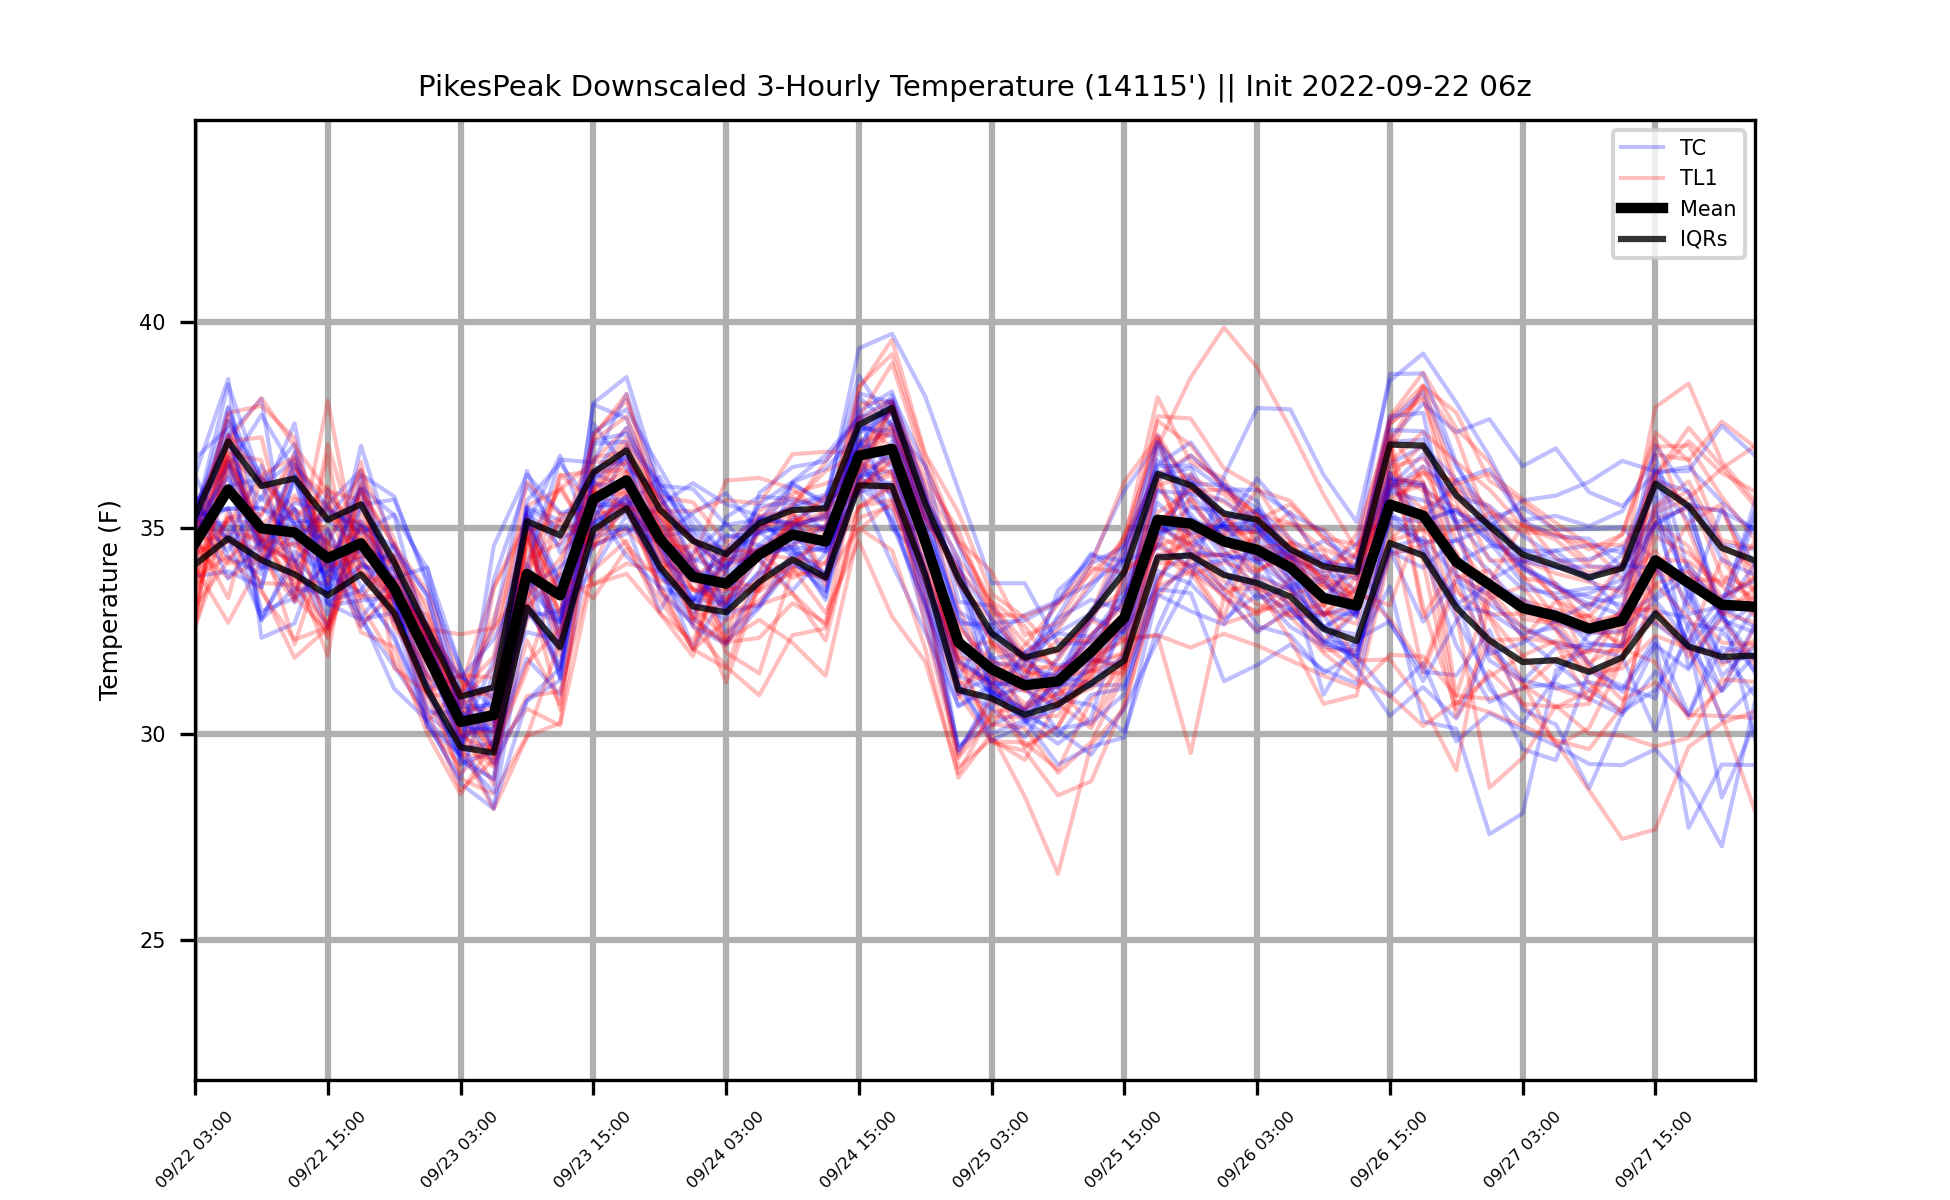 PikesPeak Downscaled 3-Hourly Temperature (14115') || Init 2022-09-22 06z
TC
TL1
Mean
IQRs
Temperature (F)
40
35
30
25
09/22 03:00
09/22 15:00
09/23 03:00
09/23 15:00
09/24 03:00
09/24 15:00
09/25 03:00
09/25 15:00
09/26 03:00
09/26 15:00
09/27 03:00
09/27 15:00